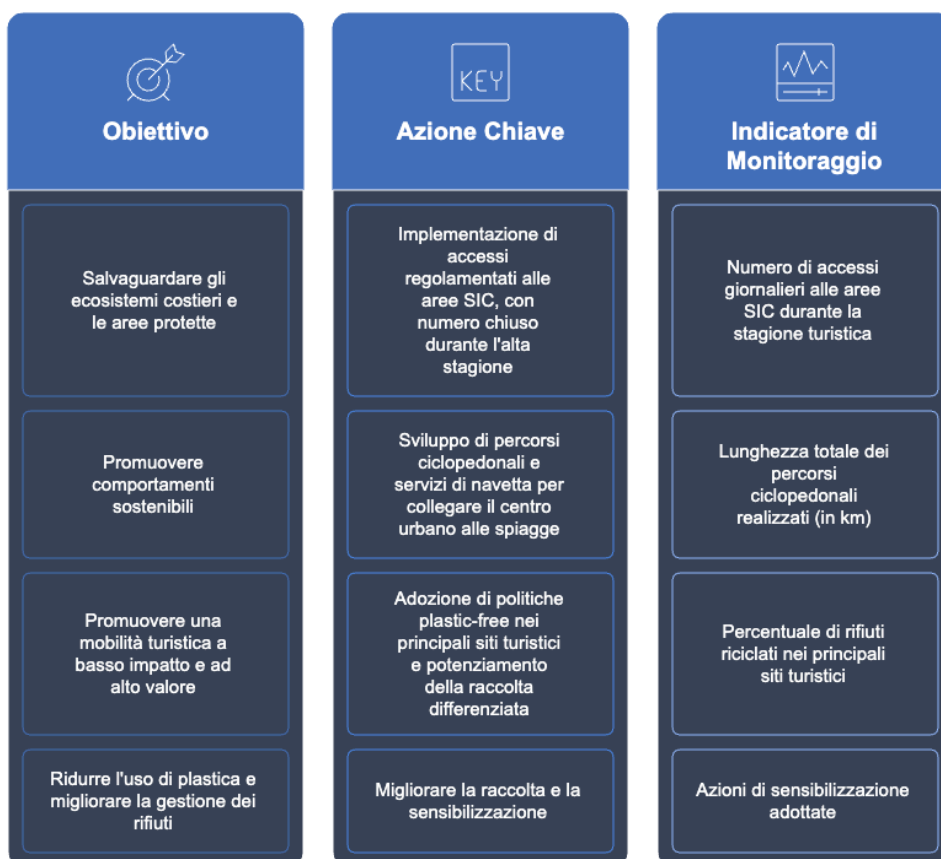 KEY
Obiettivo
Azione Chiave
Indicatore di
Monitoraggio
Salvaguardare gli
ecosistemi costieri e
le aree protette
Implementazione di
accessi
regolamentati alle
aree SIC, con
numero chiuso
durante l'alta
stagione
Numero di accessi
giornalieri alle aree
SIC durante la
stagione turistica
Promuovere
comportamenti
sostenibili
Sviluppo di percorsi
ciclopedonali e
servizi di navetta per
collegare il centro
urbano alle spiagge
Lunghezza totale dei
percorsi
ciclopedonali
realizzati (in km)
Promuovere una
mobilità turistica a
basso impatto e ad
alto valore
Adozione di politiche
plastic-free nei
principali siti turistici
e potenziamento
della raccolta
differenziata
Percentuale di rifiuti
riciclati nei principali
siti turistici
Ridurre l'uso di plastica e
migliorare la gestione dei
rifiuti
Migliorare la raccolta e la
sensibilizzazione
Azioni di sensibilizzazione
adottate